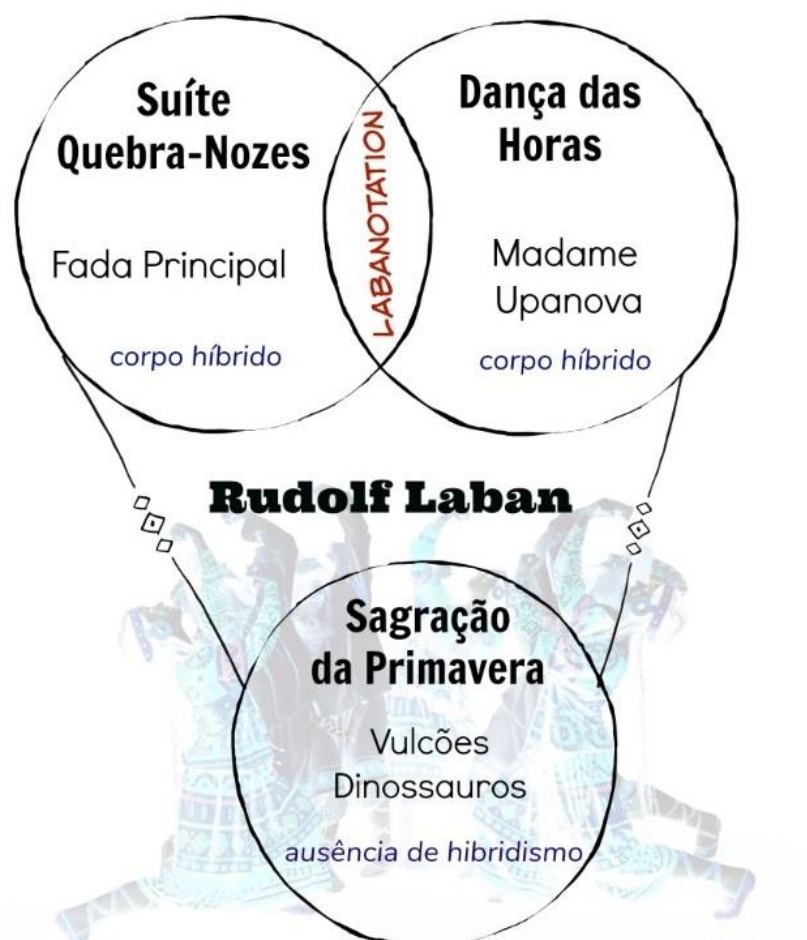 Suíte
Quebra-Nozes
Fada Principal
corpo híbrido
LABANOTATION
Dança das
Horas
Madame
Upanova
corpo híbrido
Rudolf Laban
Sagração
da Primavera
Vulcões
Dinossauros
ausência de hibridismo